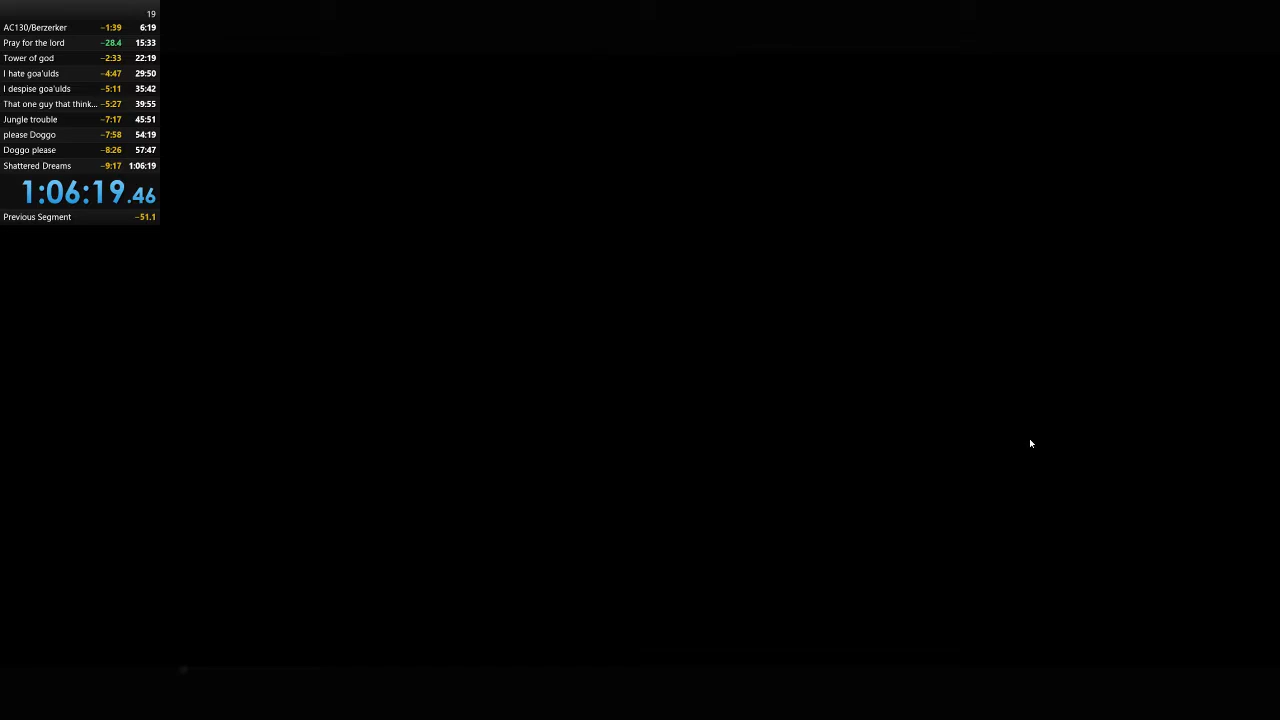 19
AC130/Berzerker −1:39 6:19
Pray for the lord −28.4 15:33
Tower of god −2:33 22:19
I hate goa'ulds −4:47 29:50
I despise goa'ulds −5:11 35:42
That one guy that think... −5:27 39:55
Jungle trouble −7:17 45:51
please Doggo −7:58 54:19
Doggo please −8:26 57:47
Shattered Dreams −9:17 1:06:19
1:06:19.46
Previous Segment −51.1